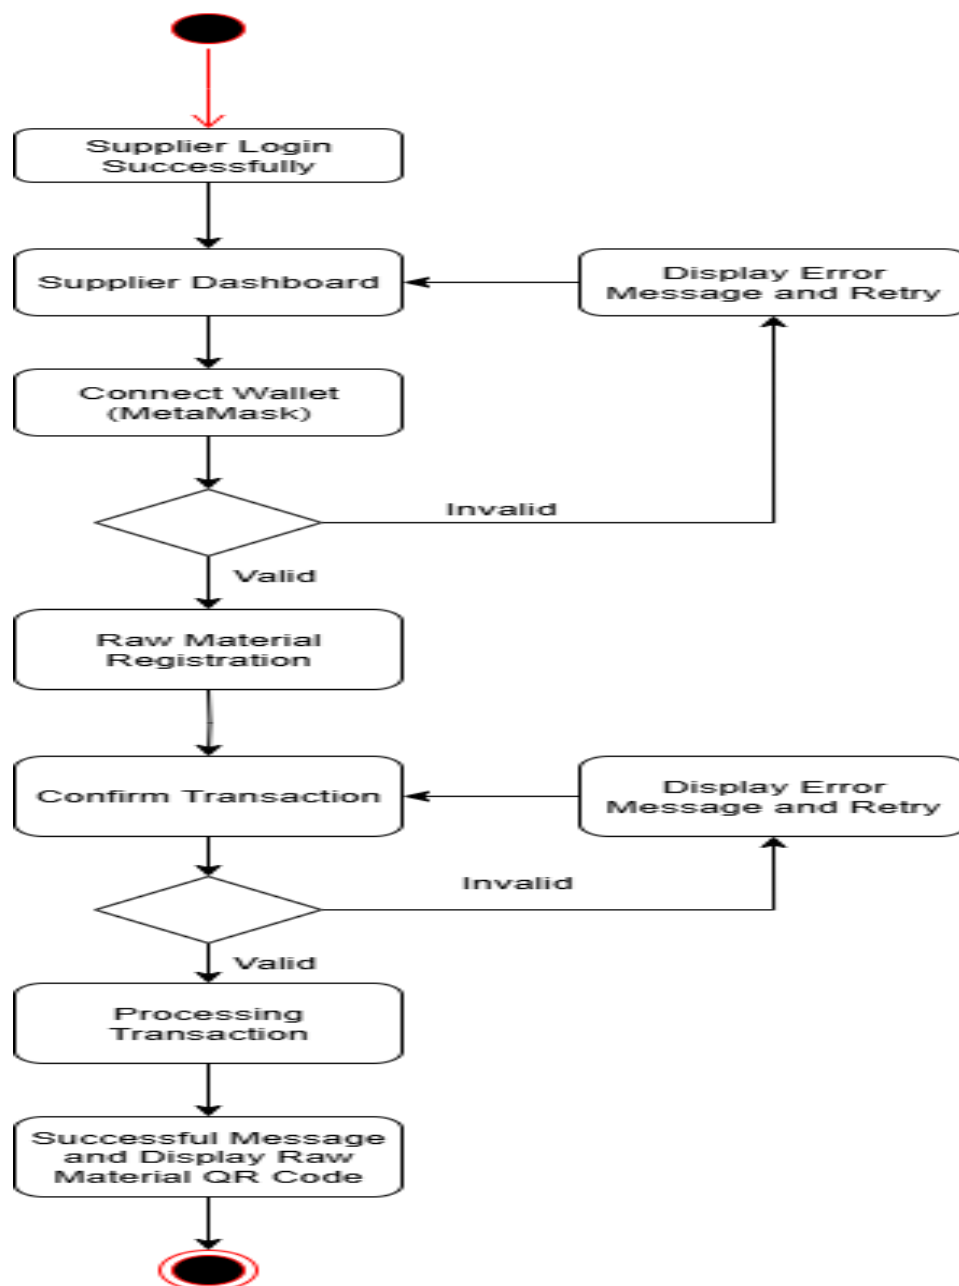 Supplier Login
Successfully
Supplier Dashboard
Display Error
Message and Retry
Connect Wallet
(MetaMask)
Invalid
Valid
Raw Material
Registration
Confirm Transaction
Display Error
Message and Retry
Invalid
Valid
Processing
Transaction
Successful Message
and Display Raw
Material QR Code